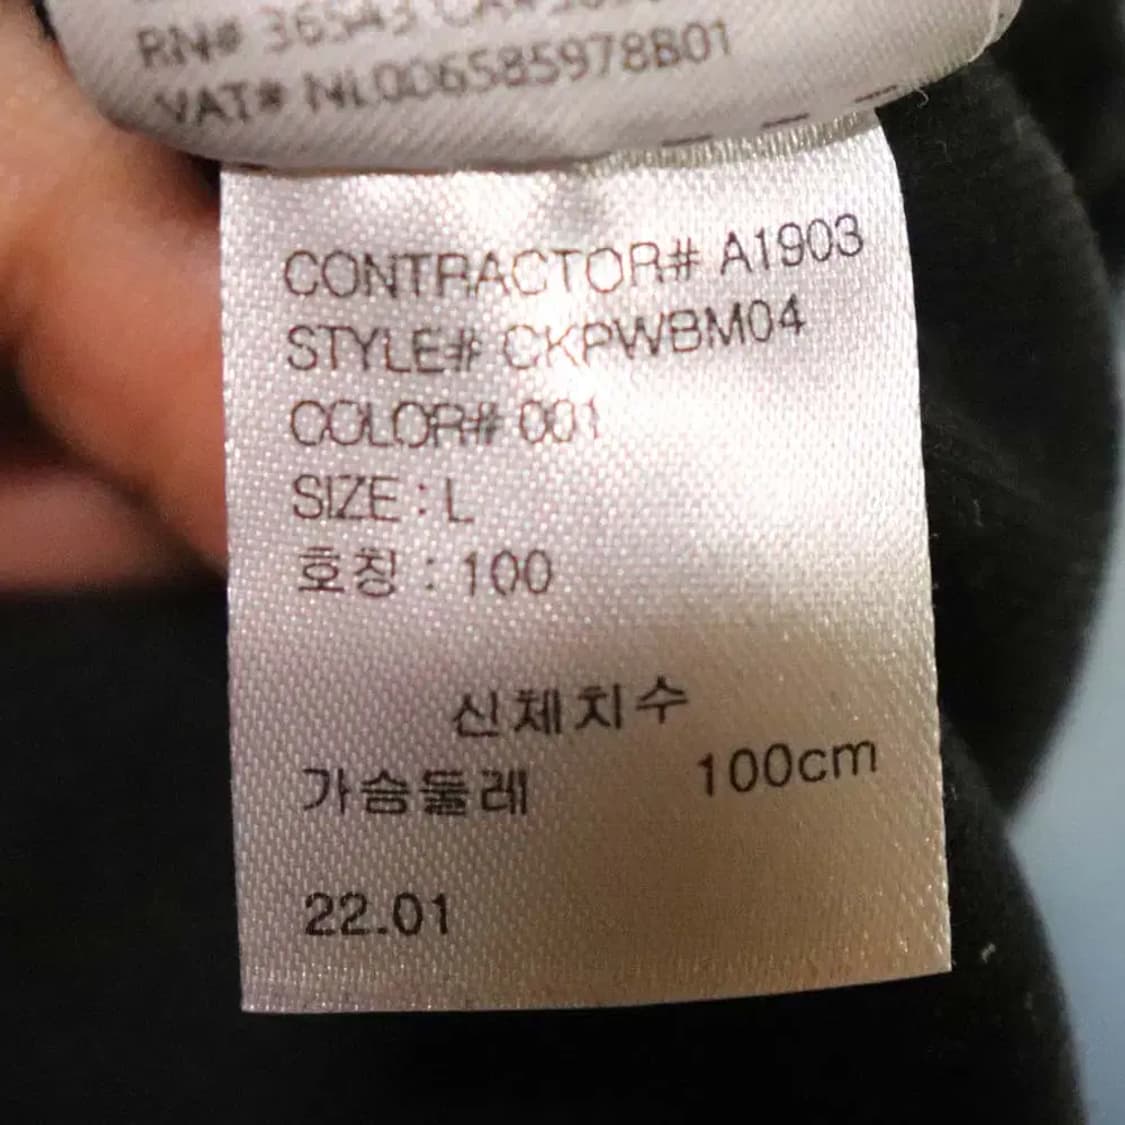 RN# 36543
VAT# NL006585978B01
CONTRACTOR# A1903
STYLE# CKPWBM04
COLOR# 001
SIZE : L
호칭 : 100
신체치수
가슴둘레 100cm
22.01